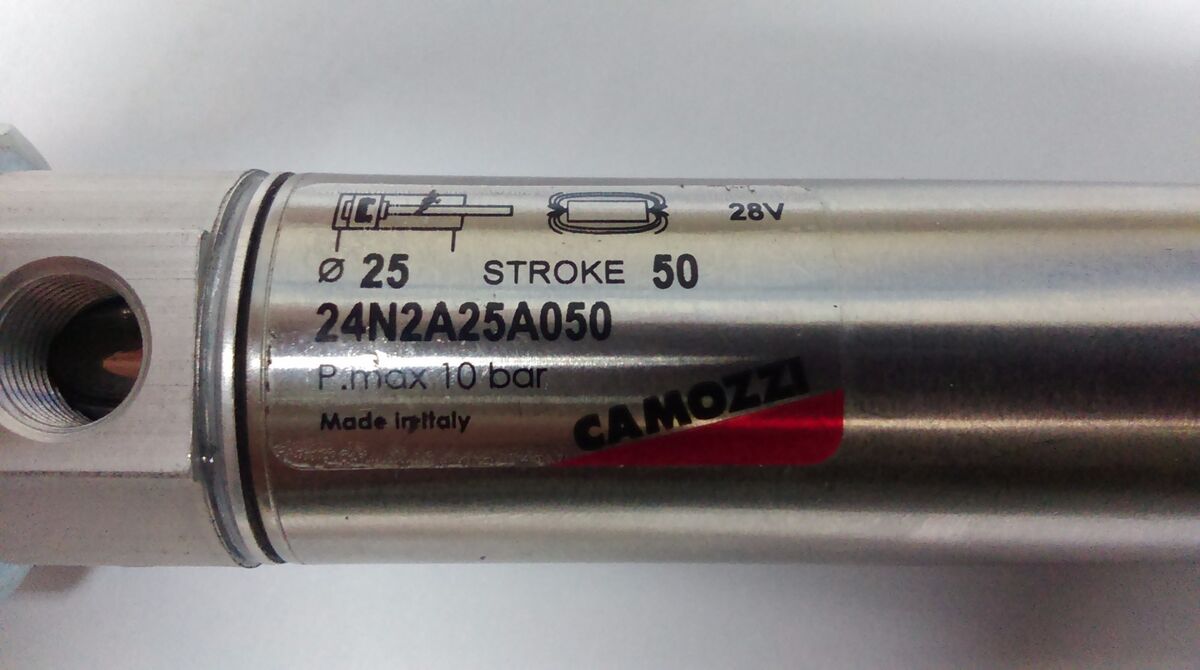 28V
Ø 25 STROKE 50
24N2A25A050
P.max 10 bar
Made in Italy
CAMOZZI